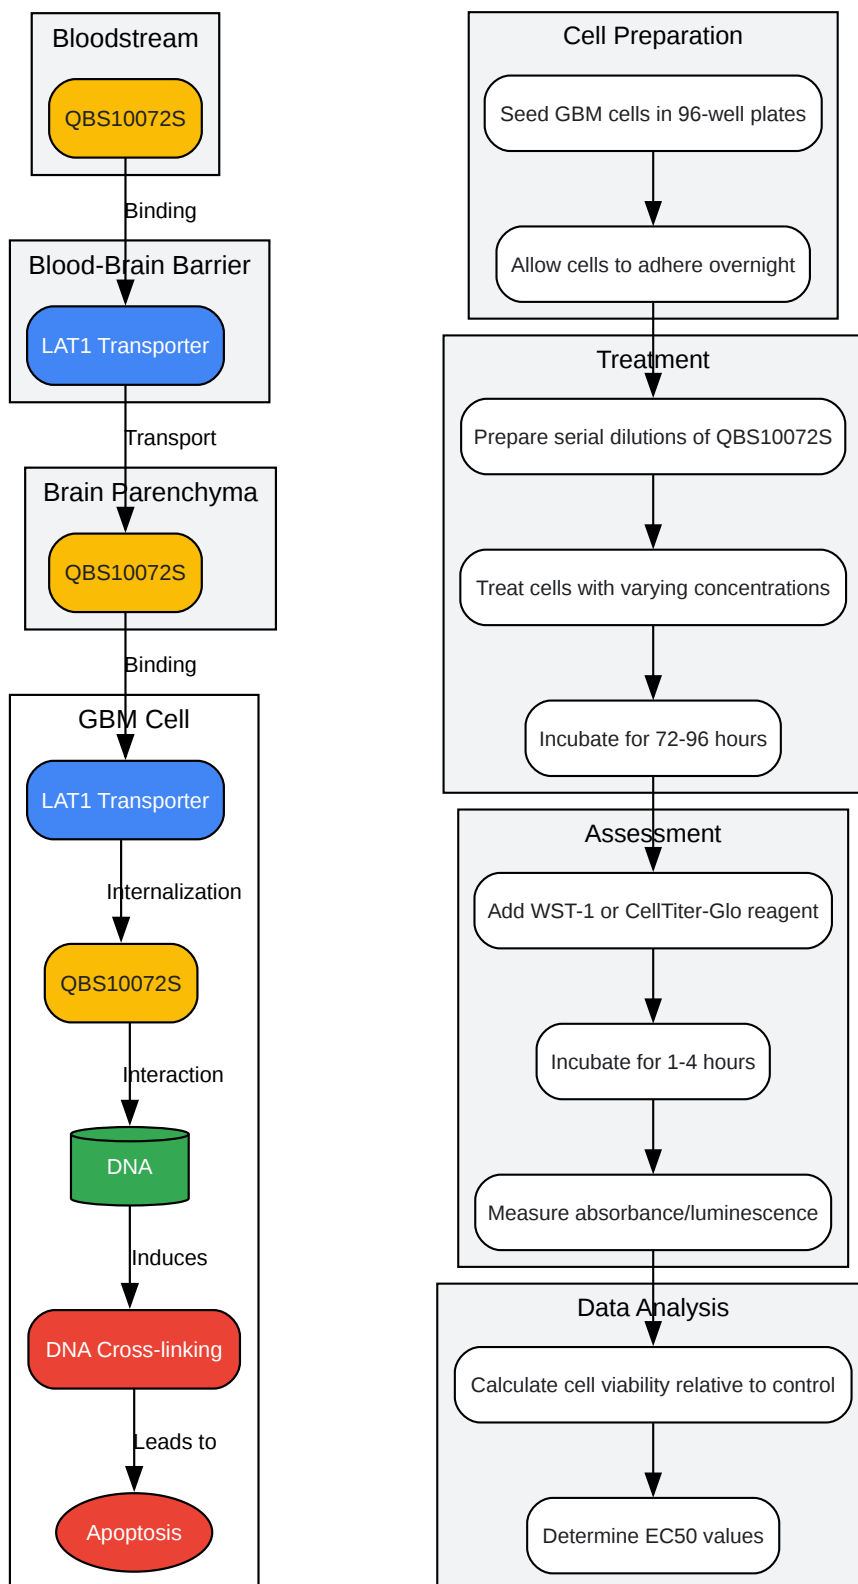 Bloodstream
QBS10072S
Binding
Blood-Brain Barrier
LAT1 Transporter
Transport
Brain Parenchyma
QBS10072S
Binding
GBM Cell
LAT1 Transporter
Internalization
QBS10072S
Interaction
DNA
Induces
DNA Cross-linking
Leads to
Apoptosis
Cell Preparation
Seed GBM cells in 96-well plates
Allow cells to adhere overnight
Treatment
Prepare serial dilutions of QBS10072S
Treat cells with varying concentrations
Incubate for 72-96 hours
Assessment
Add WST-1 or CellTiter-Glo reagent
Incubate for 1-4 hours
Measure absorbance/luminescence
Data Analysis
Calculate cell viability relative to control
Determine EC50 values